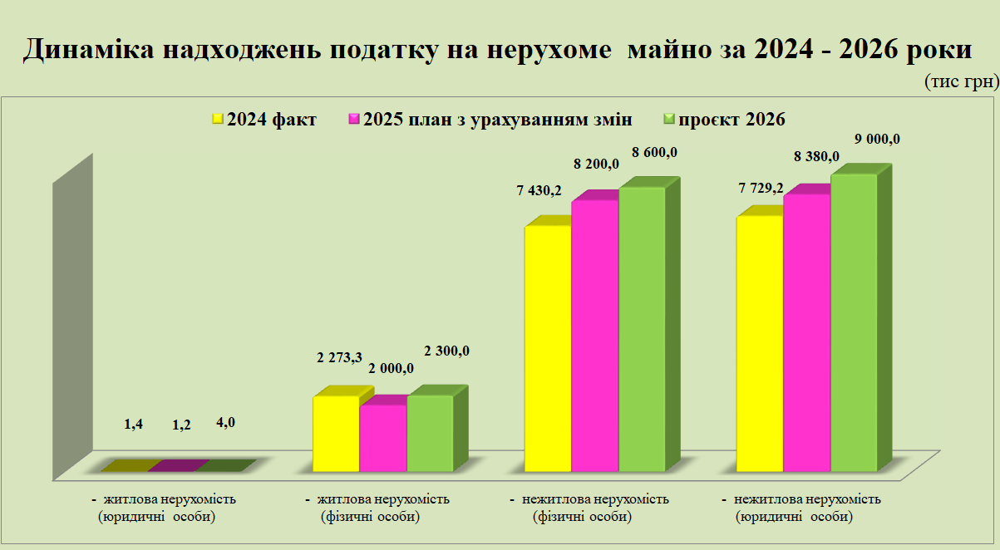 Динаміка надходжень податку на нерухоме майно за 2024 - 2026 роки
(тис грн)
2024 факт 2025 план з урахуванням змін проєкт 2026
1,4 1,2 4,0
2 273,3 2 000,0 2 300,0
7 430,2 8 200,0 8 600,0
7 729,2 8 380,0 9 000,0
- житлова нерухомість
(юридичні особи)
- житлова нерухомість
(фізичні особи)
- нежитлова нерухомість
(фізичні особи)
- нежитлова нерухомість
(юридичні особи)